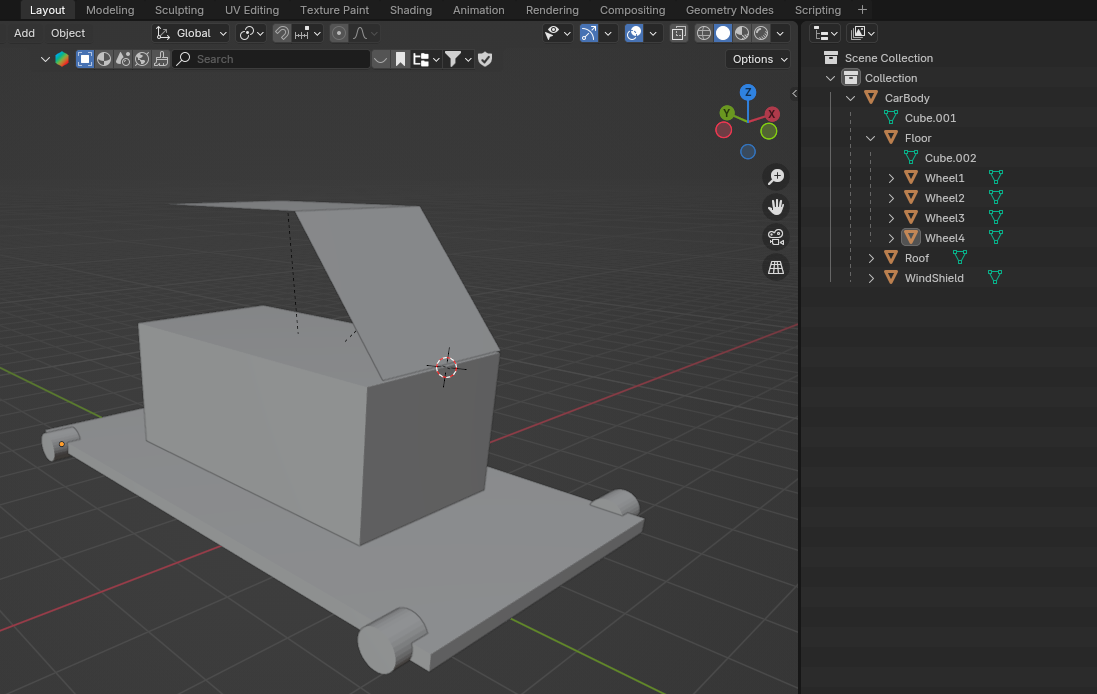 Layout Modeling Sculpting UV Editing Texture Paint Shading Animation Rendering Compositing Geometry Nodes Scripting
Add Object Global
Search Options
Z
Y X
Scene Collection
Collection
CarBody
Cube.001
Floor
Cube.002
Wheel1
Wheel2
Wheel3
Wheel4
Roof
WindShield